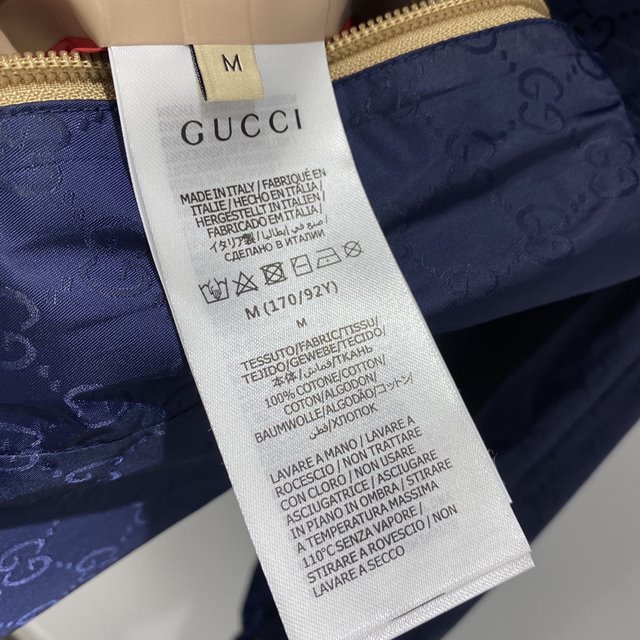 M
GUCCI
MADE IN ITALY / FABRIQUÉ EN
ITALIE / HECHO EN ITALIA /
HERGESTELLT IN ITALIEN /
FABRICADO EM ITALIA /
イタリア製 / صنع في إيطاليا /
СДЕЛАНО В ИТАЛИИ
M (170/92Y)
M
TESSUTO/FABRIC/TISSU/
TEJIDO/GEWEBE/TECIDO/
本体/قماش/ТКАНЬ
100% COTONE/COTTON/
COTON/ALGODON/
BAUMWOLLE/ALGODÃO/コットン/
قطن/ХЛОПОК
LAVARE A MANO / LAVARE A
ROCESCIO / NON TRATTARE
CON CLORO / NON USARE
ASCIUGATRICE / ASCIUGARE
IN PIANO IN OMBRA / STIRARE
A TEMPERATURA MASSIMA
110°C SENZA VAPORE /
STIRARE A ROVESCIO / NON
LAVARE A SECCO